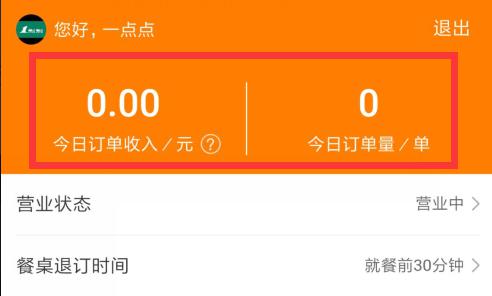 您好，一点点
退出
0.00
0
今日订单收入／元 ?
今日订单量／单
营业状态
营业中 >
餐桌退订时间
就餐前30分钟 >